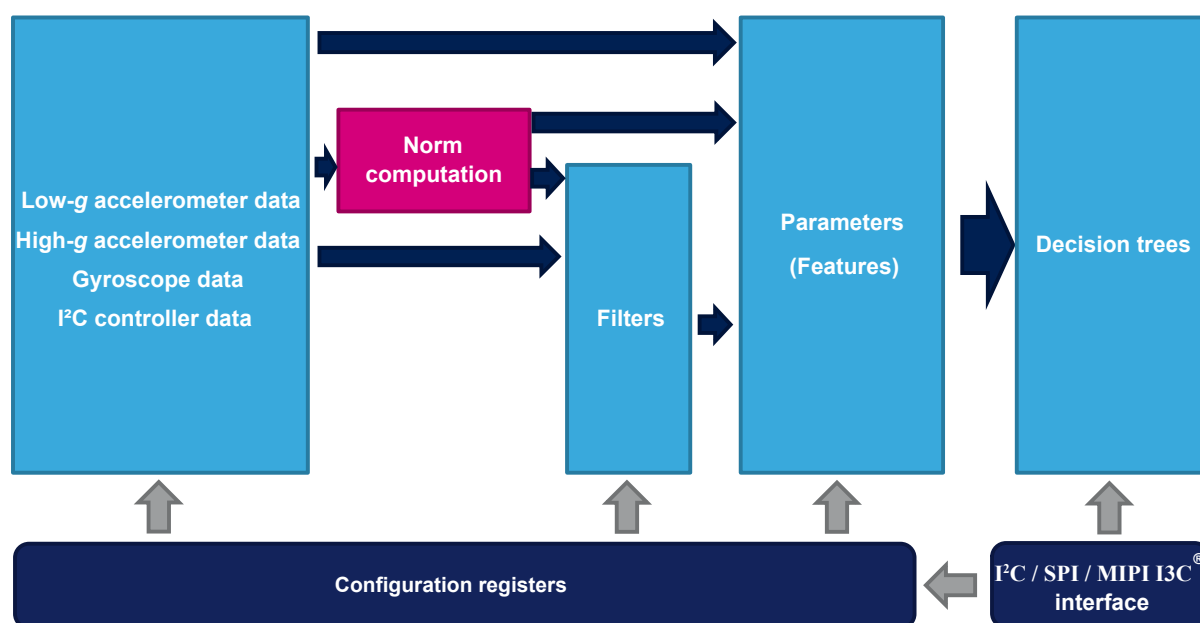 Low-g accelerometer data
High-g accelerometer data
Gyroscope data
I²C controller data
Norm
computation
Filters
Parameters
(Features)
Decision trees
Configuration registers
I²C / SPI / MIPI I3C®
interface